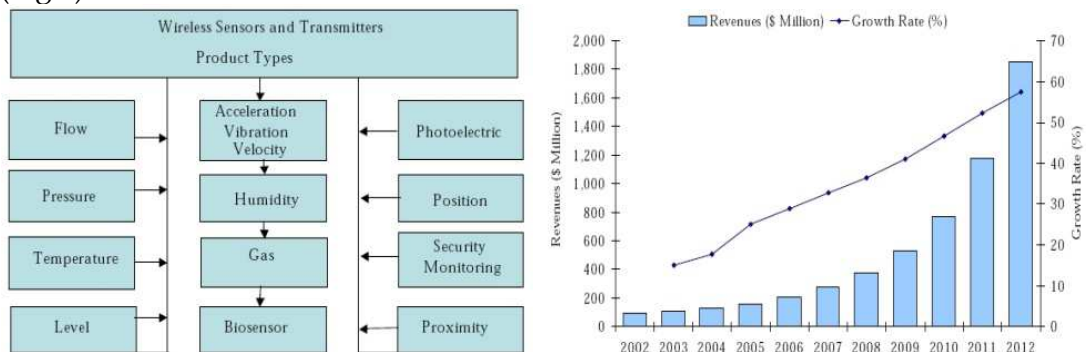 Wireless Sensors and Transmitters
Product Types
Flow
Pressure
Temperature
Level
Acceleration
Vibration
Velocity
Humidity
Gas
Biosensor
Photoelectric
Position
Security
Monitoring
Proximity
Revenues ($ Million)
Growth Rate (%)
Revenues ($ Million)
2,000
1,800
1,600
1,400
1,200
1,000
800
600
400
200
0
70
60
50
40
30
20
10
0
Growth Rate (%)
2002 2003 2004 2005 2006 2007 2008 2009 2010 2011 2012